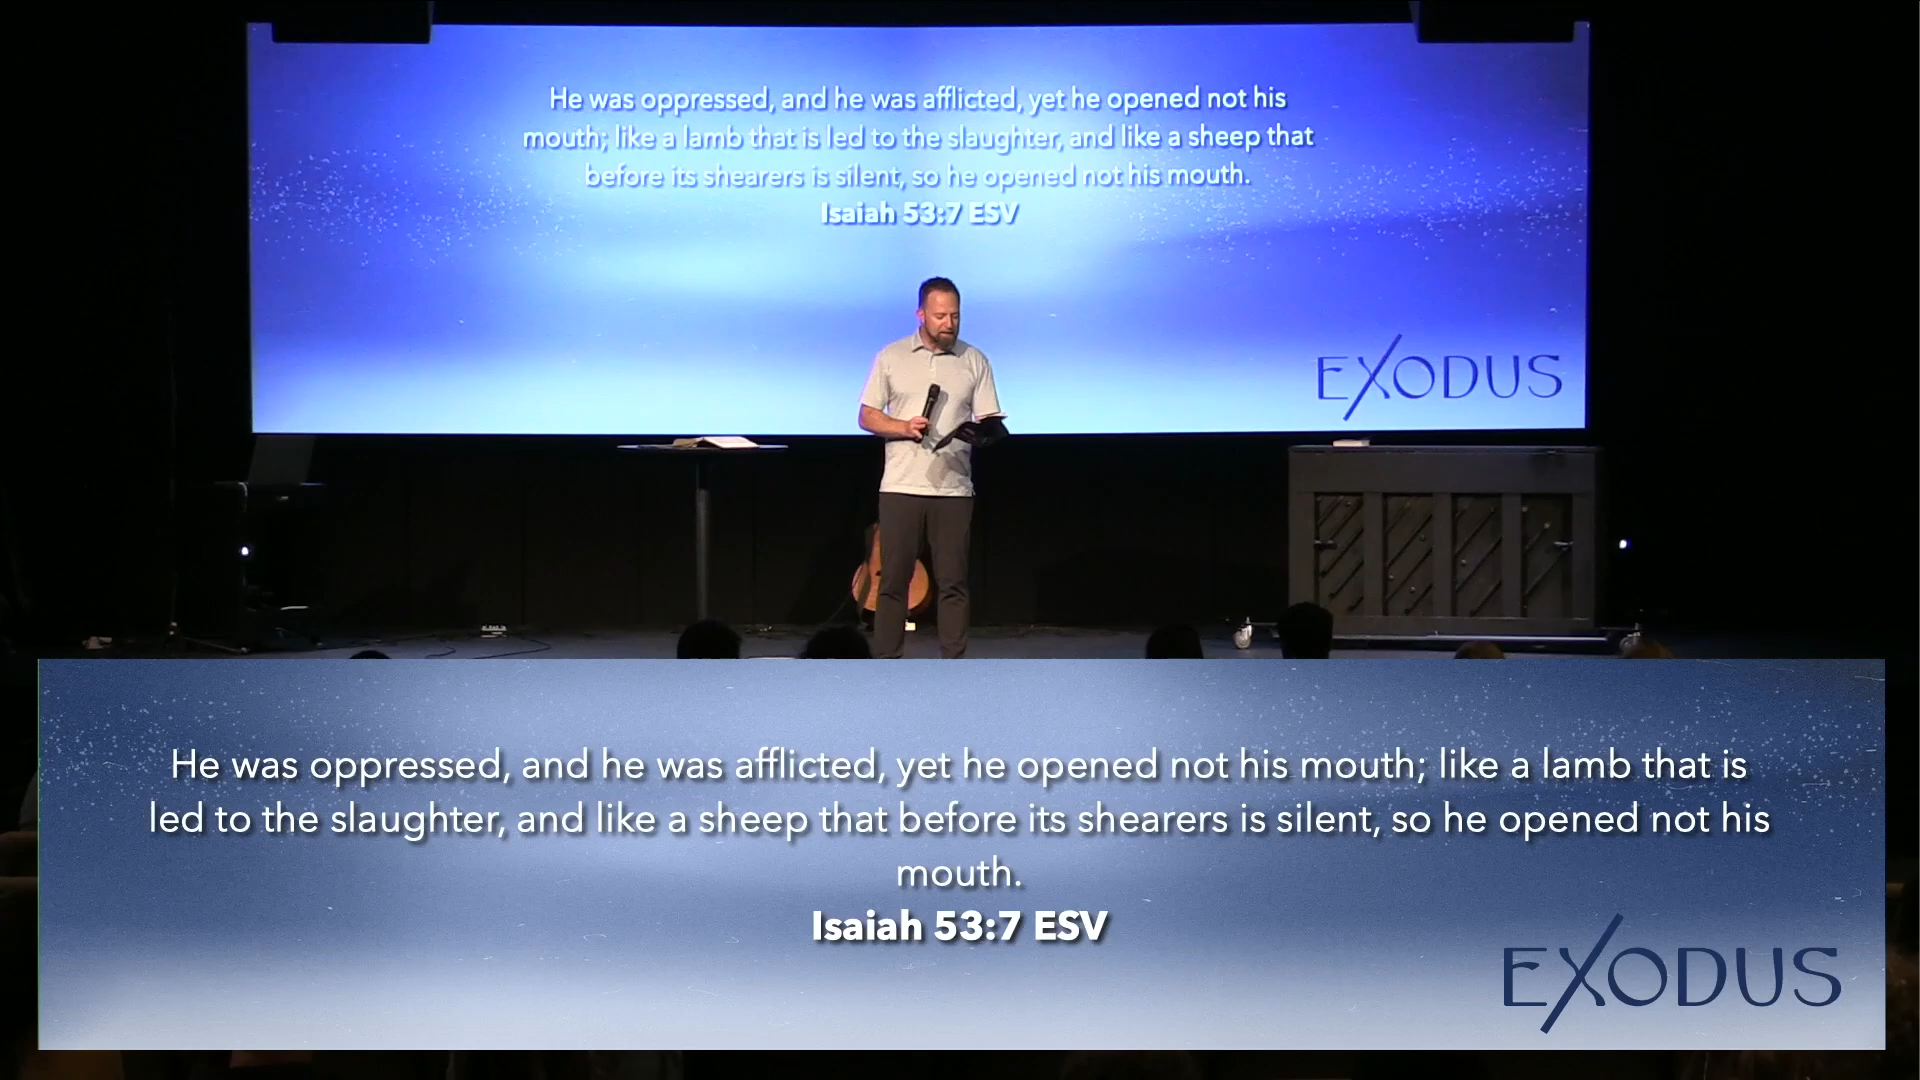 He was oppressed, and he was afflicted, yet he opened not his
mouth; like a lamb that is led to the slaughter, and like a sheep that
before its shearers is silent, so he opened not his mouth.
Isaiah 53:7 ESV
EXODUS
He was oppressed, and he was afflicted, yet he opened not his mouth; like a lamb that is
led to the slaughter, and like a sheep that before its shearers is silent, so he opened not his
mouth.
Isaiah 53:7 ESV
EXODUS